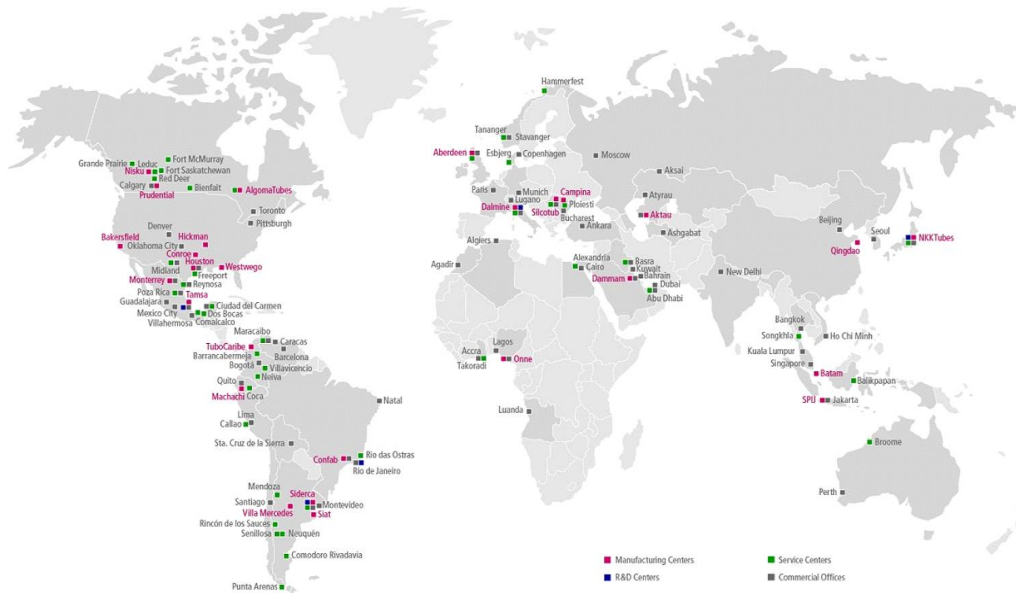 Hammerfest
Tananger
Stavanger
Aberdeen
Esbjerg
Copenhagen
Moscow
Fort McMurray
Grande Prairie
Leduc
Nisku
Fort Saskatchewan
Red Deer
Calgary
Bienfait
AlgomaTubes
Prudential
Toronto
Pittsburgh
Denver
Bakersfield
Hickman
Oklahoma City
Conroe
Houston
Westwego
Midland
Freeport
Monterrey
Reynosa
Poza Rica
Tamsa
Guadalajara
Ciudad del Carmen
Mexico City
Dos Bocas
Villahermosa
Comalcalco
Maracaibo
Caracas
TuboCaribe
Barcelona
Barrancabermeja
Bogotá
Villavicencio
Quito
Neiva
Machachi
Coca
Lima
Callao
Natal
Sta. Cruz de la Sierra
Confab
Rio das Ostras
Rio de Janeiro
Mendoza
Siderca
Santiago
Montevideo
Villa Mercedes
Siat
Rincón de los Sauces
Senillosa
Neuquén
Comodoro Rivadavia
Punta Arenas
Paris
Munich
Lugano
Campina
Dalmine
Silcotub
Ploiesti
Bucharest
Ankara
Aksai
Atyrau
Aktau
Ashgabat
Beijing
Seoul
NKKTubes
Qingdao
Algiers
Agadir
Alexandria
Cairo
Basra
Kuwait
Dammam
Bahrain
Dubai
Abu Dhabi
New Delhi
Bangkok
Songkhla
Ho Chi Minh
Kuala Lumpur
Singapore
Batam
Balikpapan
SPIJ
Jakarta
Accra
Lagos
Takoradi
Onne
Luanda
Broome
Perth
Manufacturing Centers
Service Centers
R&D Centers
Commercial Offices